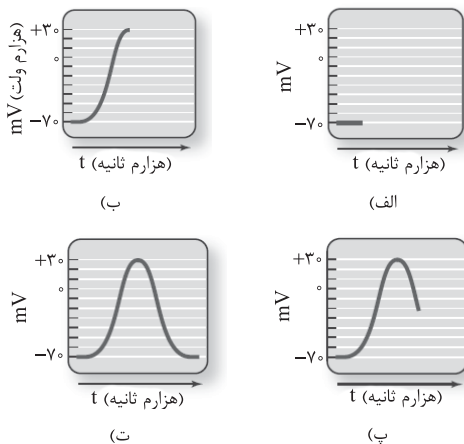 +۳۰
۰
-۷۰
mV (هزارم ولت)
t (هزارم ثانیه)
ب)
+۳۰
۰
-۷۰
mV
t (هزارم ثانیه)
الف)
+۳۰
۰
-۷۰
mV
t (هزارم ثانیه)
ت)
+۳۰
۰
-۷۰
mV
t (هزارم ثانیه)
پ)